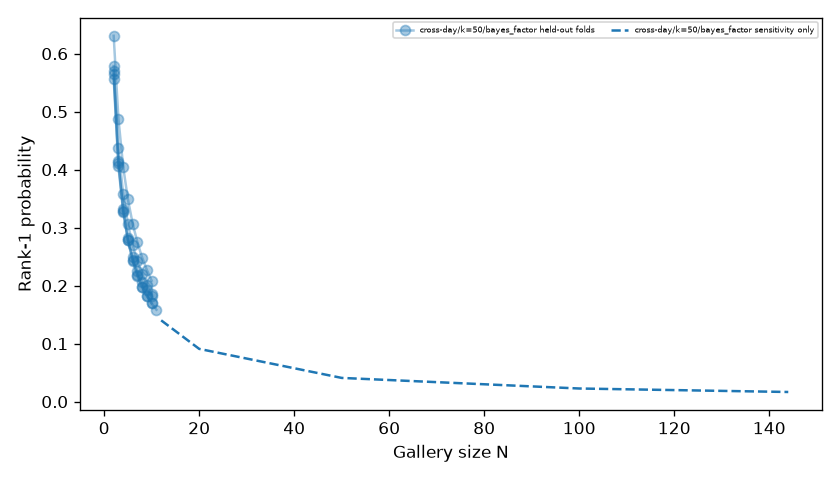 cross-day/k=50/bayes_factor held-out folds
cross-day/k=50/bayes_factor sensitivity only
Rank-1 probability
0.6
0.5
0.4
0.3
0.2
0.1
0.0
0 20 40 60 80 100 120 140
Gallery size N